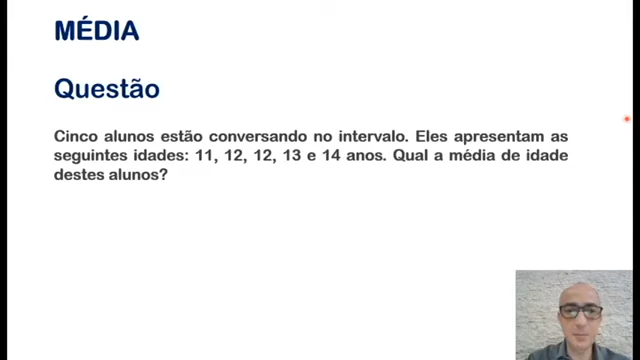 MÉDIA
Questão
Cinco alunos estão conversando no intervalo. Eles apresentam as
seguintes idades: 11, 12, 12, 13 e 14 anos. Qual a média de idade
destes alunos?